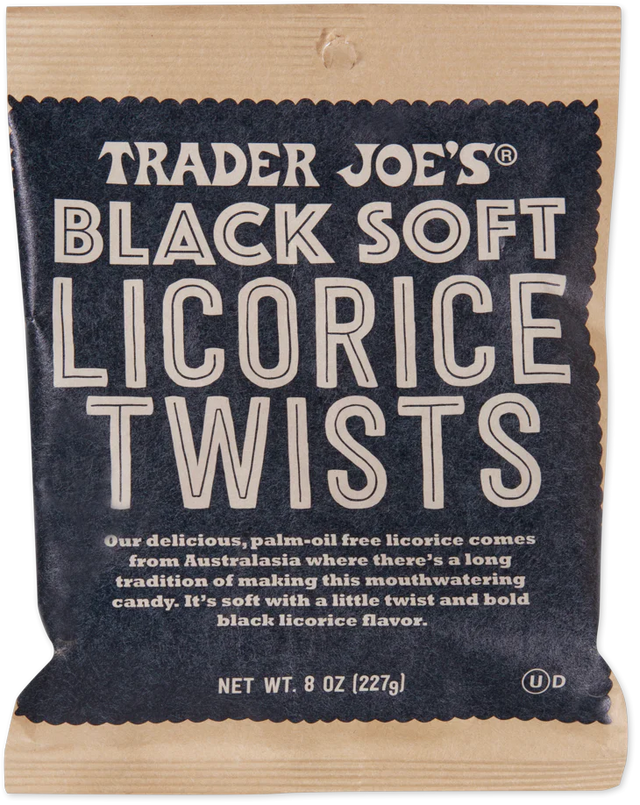 TRADER JOE'S®
BLACK SOFT
LICORICE
TWISTS
Our delicious, palm-oil free licorice comes
from Australasia where there's a long
tradition of making this mouthwatering
candy. It's soft with a little twist and bold
black licorice flavor.
NET WT. 8 OZ (227g)
Ⓤ D